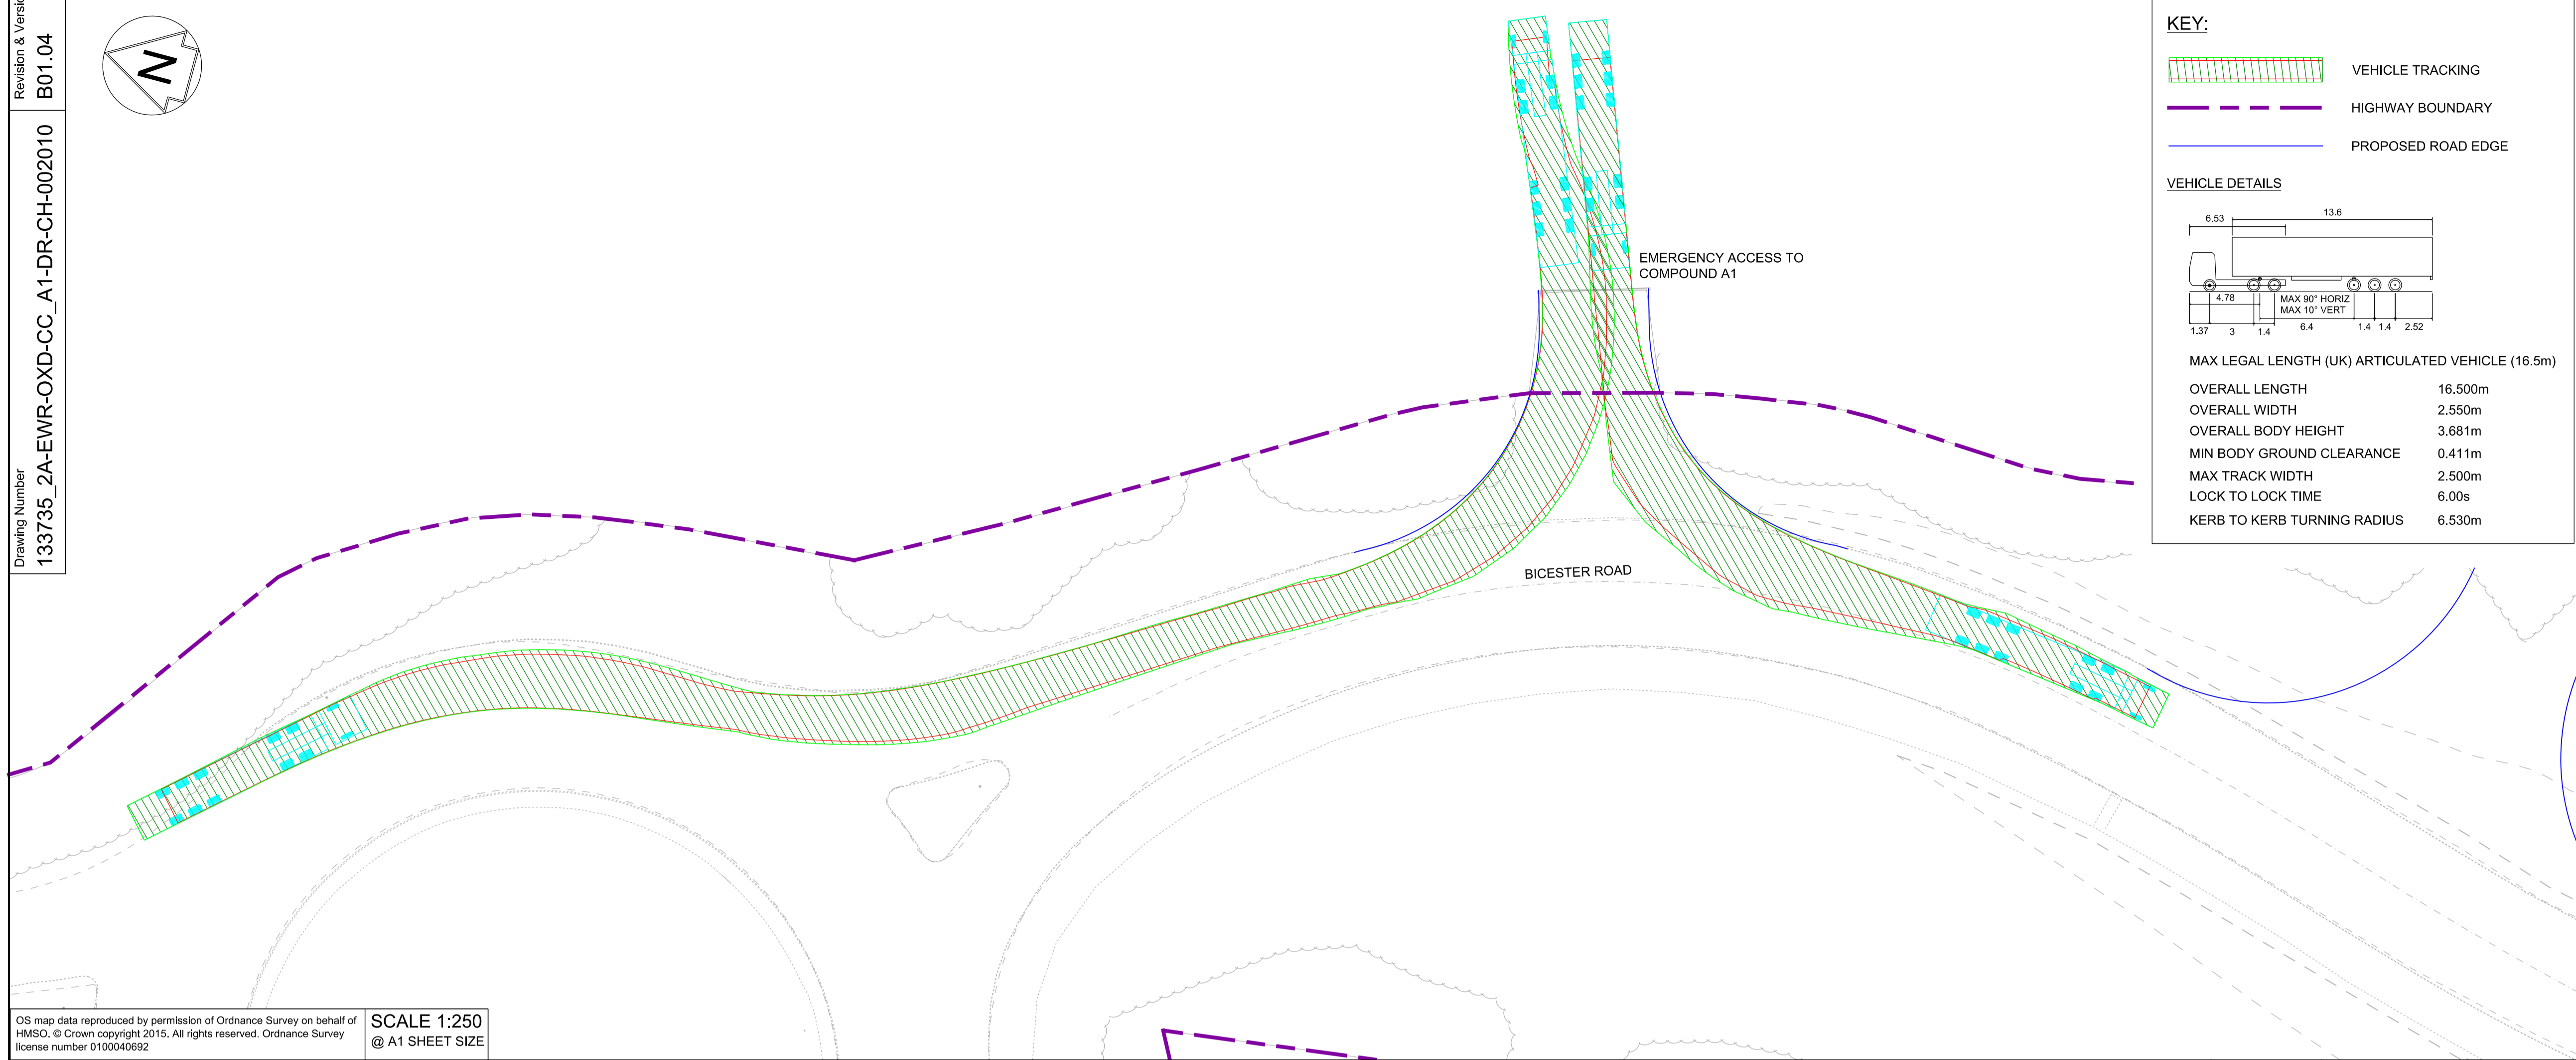 Revision & Versio
B01.04
Drawing Number
133735_2A-EWR-OXD-CC_A1-DR-CH-002010
N
EMERGENCY ACCESS TO
COMPOUND A1
BICESTER ROAD
KEY:
VEHICLE TRACKING
HIGHWAY BOUNDARY
PROPOSED ROAD EDGE
VEHICLE DETAILS
6.53 13.6
4.78 MAX 90° HORIZ
MAX 10° VERT
1.37 3 1.4 6.4 1.4 1.4 2.52
MAX LEGAL LENGTH (UK) ARTICULATED VEHICLE (16.5m)
OVERALL LENGTH 16.500m
OVERALL WIDTH 2.550m
OVERALL BODY HEIGHT 3.681m
MIN BODY GROUND CLEARANCE 0.411m
MAX TRACK WIDTH 2.500m
LOCK TO LOCK TIME 6.00s
KERB TO KERB TURNING RADIUS 6.530m
OS map data reproduced by permission of Ordnance Survey on behalf of
HMSO. © Crown copyright 2015. All rights reserved. Ordnance Survey
license number 0100040692
SCALE 1:250
@ A1 SHEET SIZE